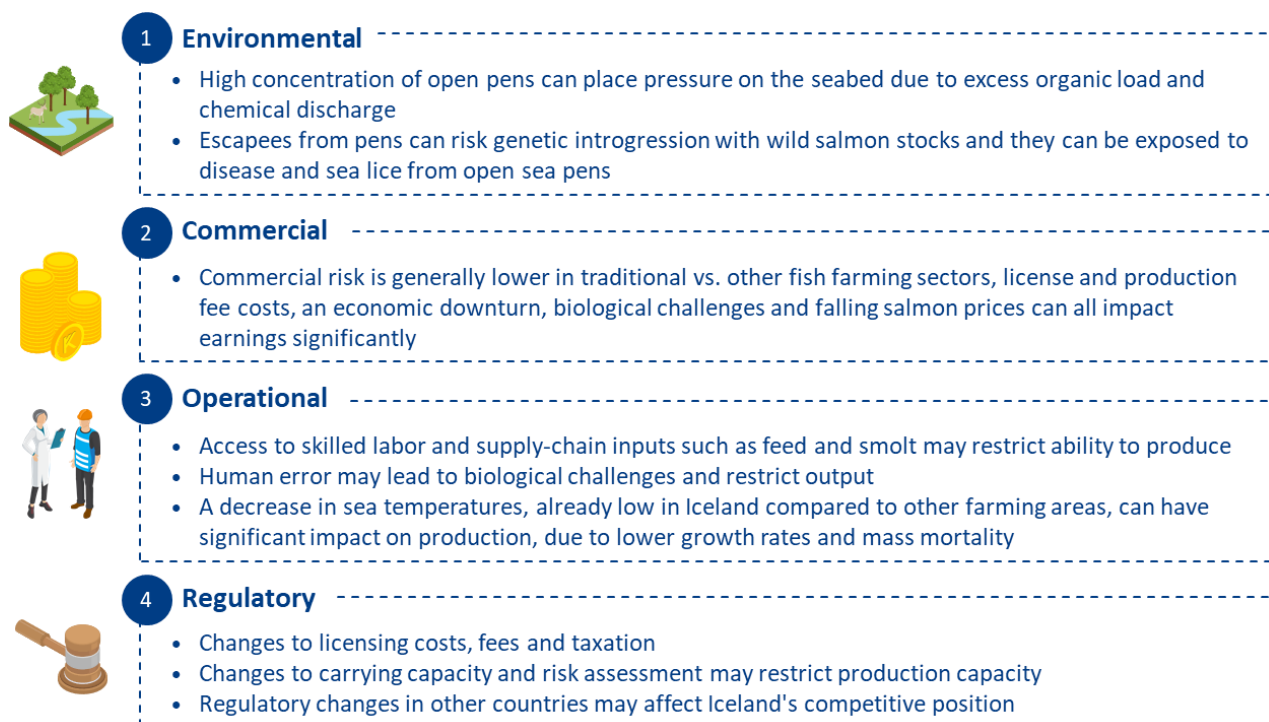 1 Environmental
• High concentration of open pens can place pressure on the seabed due to excess organic load and
chemical discharge
• Escapees from pens can risk genetic introgression with wild salmon stocks and they can be exposed to
disease and sea lice from open sea pens
2 Commercial
• Commercial risk is generally lower in traditional vs. other fish farming sectors, license and production
fee costs, an economic downturn, biological challenges and falling salmon prices can all impact
earnings significantly
K
3 Operational
• Access to skilled labor and supply-chain inputs such as feed and smolt may restrict ability to produce
• Human error may lead to biological challenges and restrict output
• A decrease in sea temperatures, already low in Iceland compared to other farming areas, can have
significant impact on production, due to lower growth rates and mass mortality
4 Regulatory
• Changes to licensing costs, fees and taxation
• Changes to carrying capacity and risk assessment may restrict production capacity
• Regulatory changes in other countries may affect Iceland's competitive position